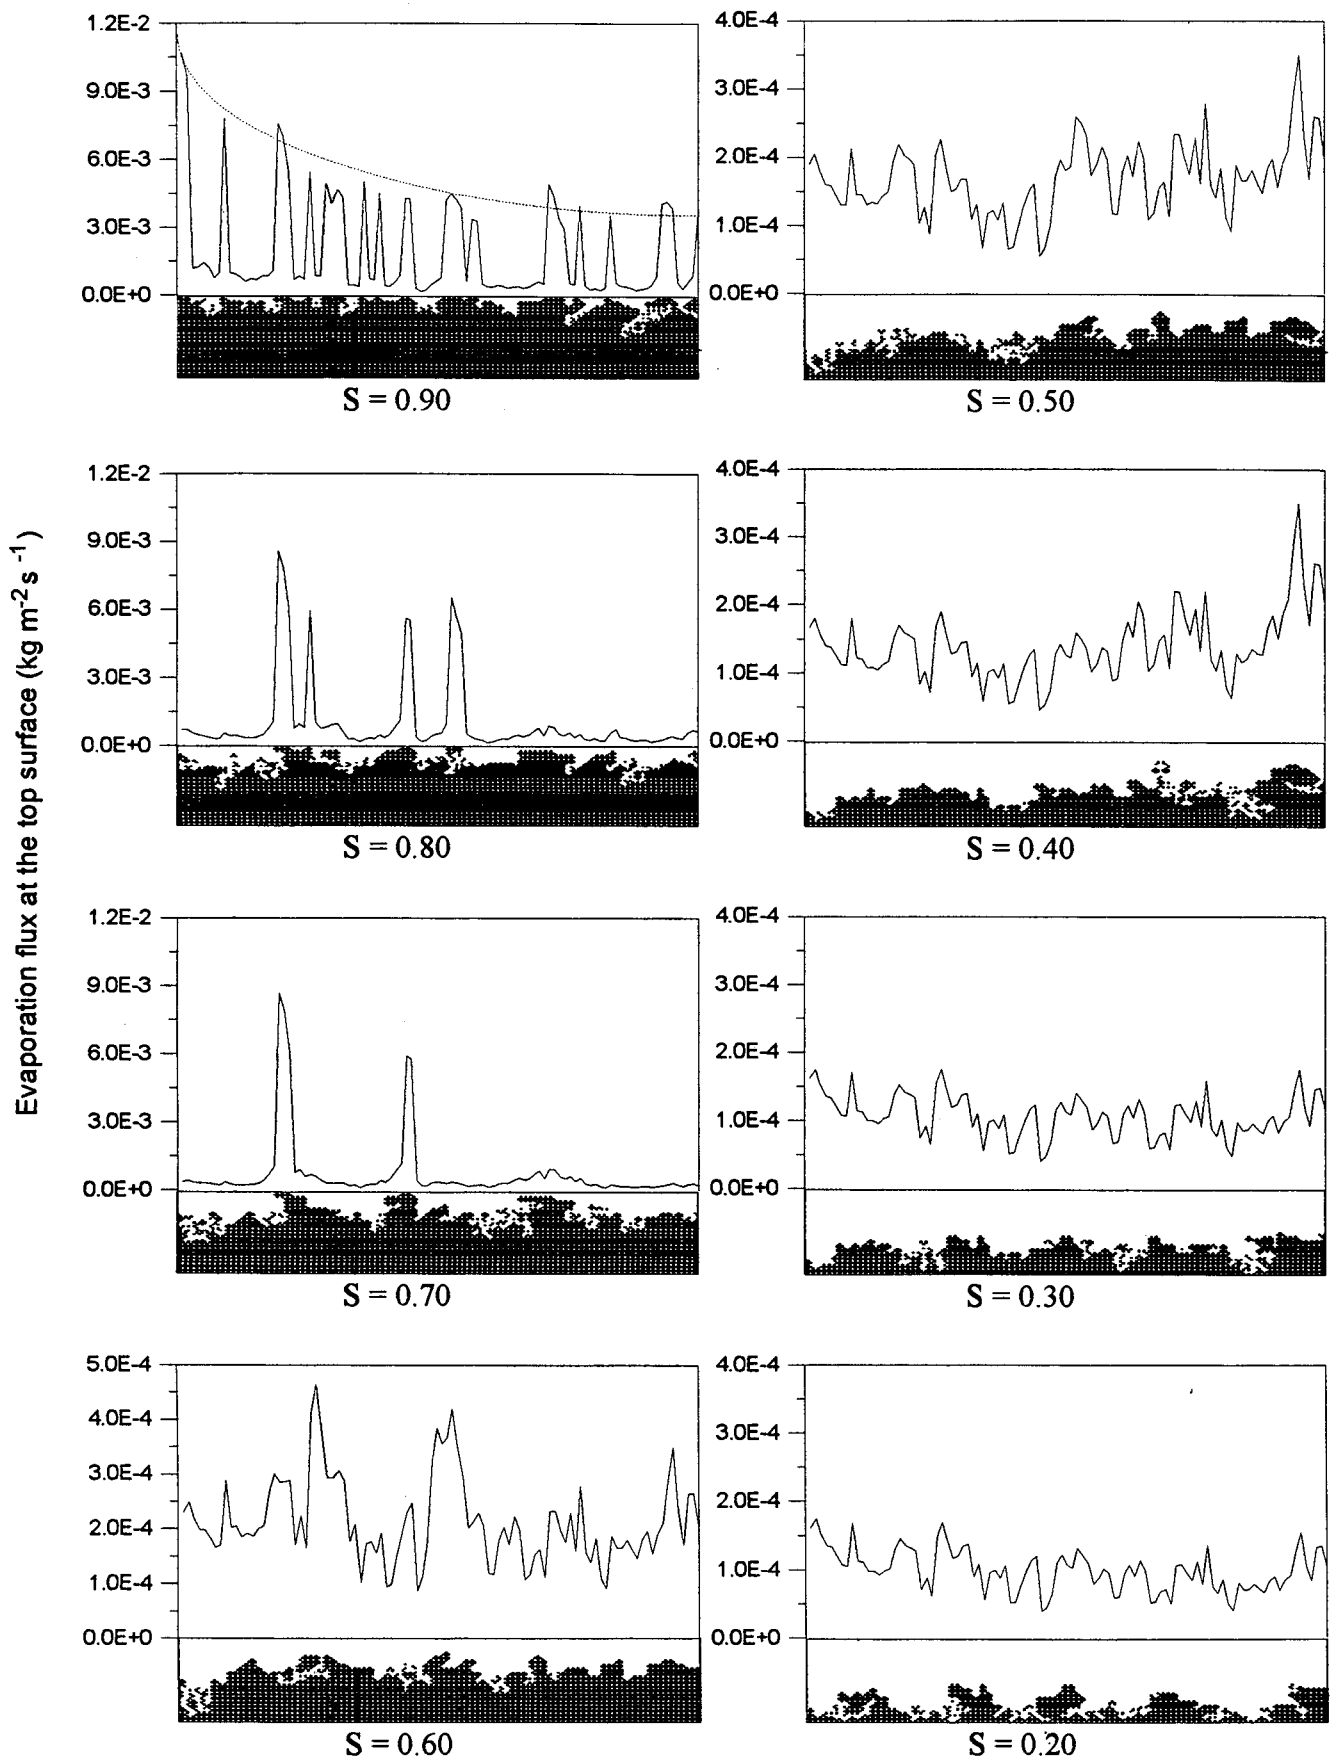 Evaporation flux at the top surface (kg m⁻² s⁻¹)
1.2E-2
9.0E-3
6.0E-3
3.0E-3
0.0E+0
S = 0.90
4.0E-4
3.0E-4
2.0E-4
1.0E-4
0.0E+0
S = 0.50
1.2E-2
9.0E-3
6.0E-3
3.0E-3
0.0E+0
S = 0.80
4.0E-4
3.0E-4
2.0E-4
1.0E-4
0.0E+0
S = 0.40
1.2E-2
9.0E-3
6.0E-3
3.0E-3
0.0E+0
S = 0.70
4.0E-4
3.0E-4
2.0E-4
1.0E-4
0.0E+0
S = 0.30
5.0E-4
4.0E-4
3.0E-4
2.0E-4
1.0E-4
0.0E+0
S = 0.60
4.0E-4
3.0E-4
2.0E-4
1.0E-4
0.0E+0
S = 0.20